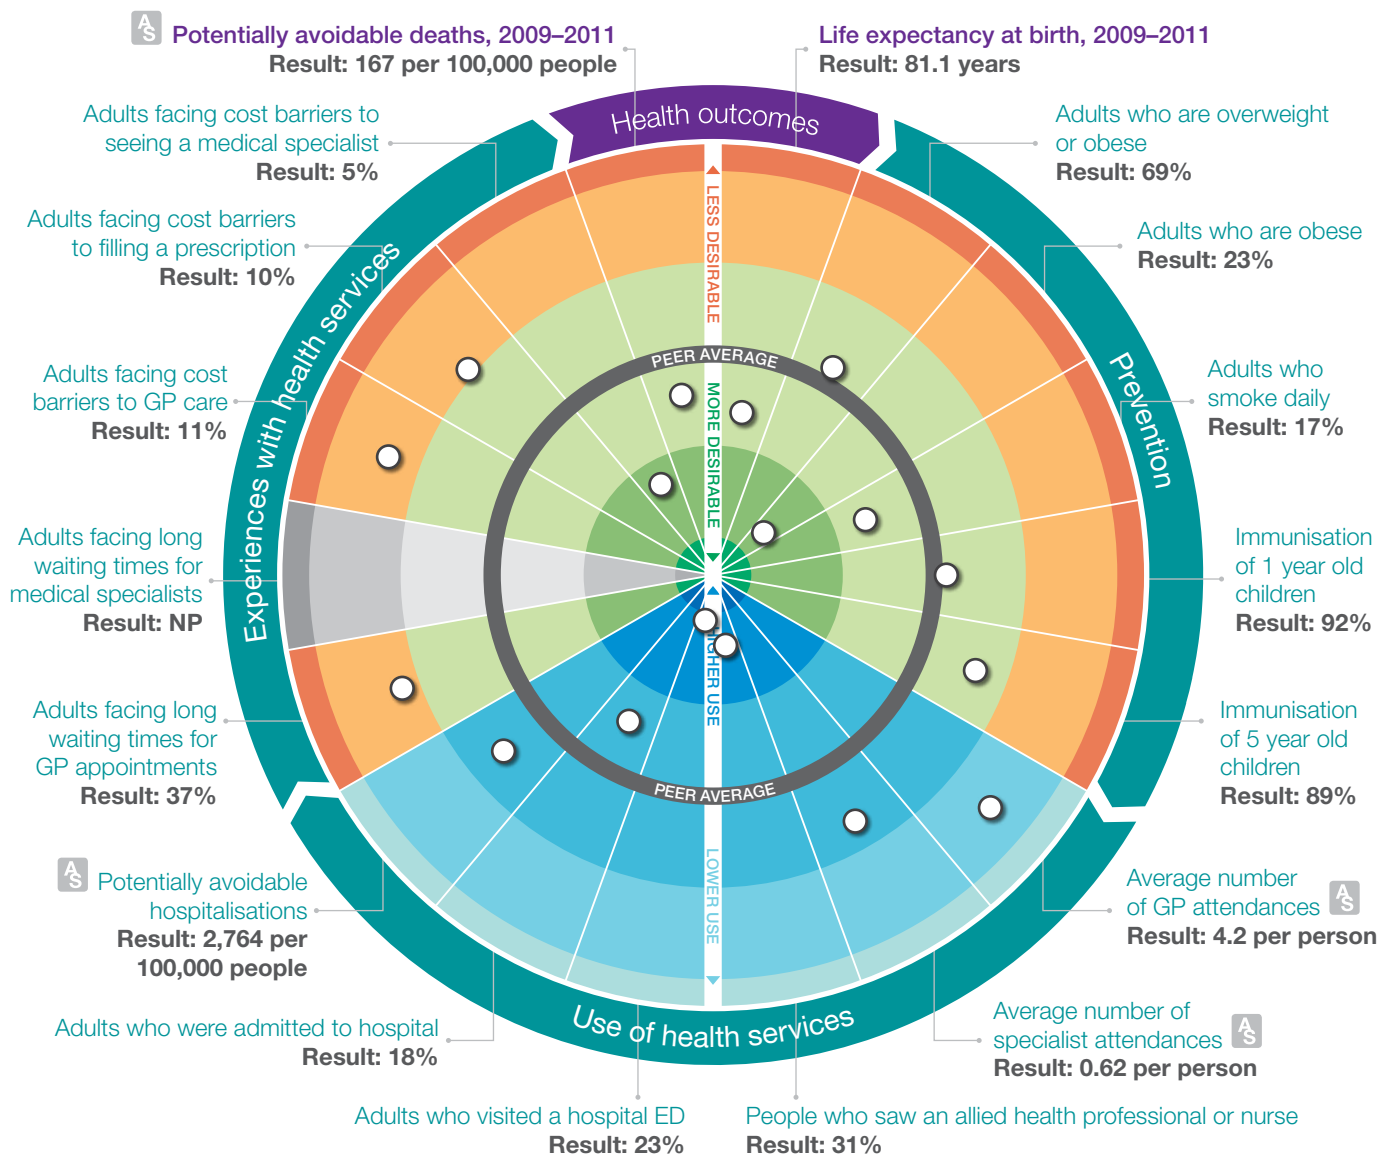 AS Potentially avoidable deaths, 2009–2011
Result: 167 per 100,000 people
Life expectancy at birth, 2009–2011
Result: 81.1 years
Adults facing cost barriers to
seeing a medical specialist
Result: 5%
Adults who are overweight
or obese
Result: 69%
Adults facing cost barriers
to filling a prescription
Result: 10%
Adults who are obese
Result: 23%
Adults facing cost
barriers to GP care
Result: 11%
Adults who
smoke daily
Result: 17%
Adults facing long
waiting times for
medical specialists
Result: NP
Immunisation
of 1 year old
children
Result: 92%
Adults facing long
waiting times for
GP appointments
Result: 37%
Immunisation
of 5 year old
children
Result: 89%
AS Potentially avoidable
hospitalisations
Result: 2,764 per
100,000 people
Average number
of GP attendances AS
Result: 4.2 per person
Adults who were admitted to hospital
Result: 18%
Average number of
specialist attendances AS
Result: 0.62 per person
Adults who visited a hospital ED
Result: 23%
People who saw an allied health professional or nurse
Result: 31%
Health outcomes
Experiences with health services
Prevention
Use of health services
LESS DESIRABLE
PEER AVERAGE
MORE DESIRABLE
HIGHER USE
PEER AVERAGE
LOWER USE